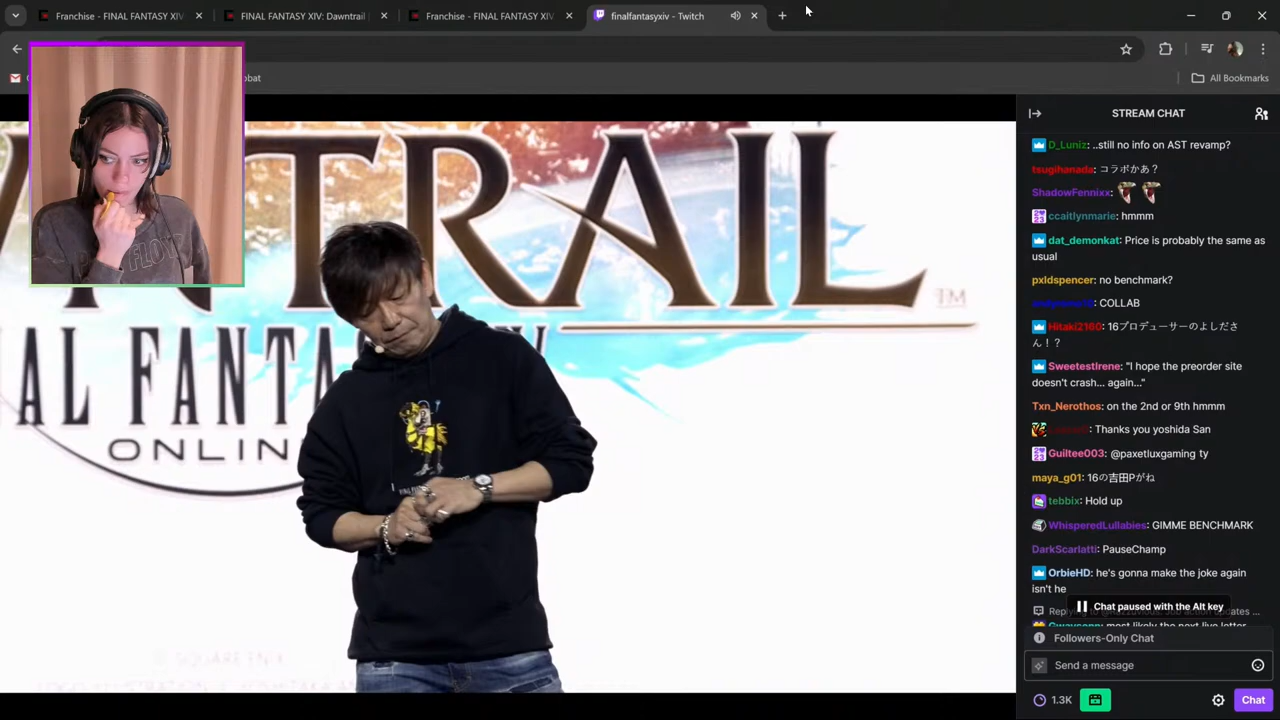 Franchise - FINAL FANTASY XIV
FINAL FANTASY XIV: Dawntrail
Franchise - FINAL FANTASY XIV
finalfantasyxiv - Twitch
All Bookmarks
NTRAIL
TM
AL FANTA
ONLIN
FLOY
STREAM CHAT
D_Luniz: ..still no info on AST revamp?
tsugihanada: コラボかあ？
ShadowFennixx:
ccaitlynmarie: hmmm
dat_demonkat: Price is probably the same as
usual
pxldspencer: no benchmark?
COLLAB
Hitaki2160: 16プロデューサーのよしださ
ん！？
SweetestIrene: "I hope the preorder site
doesn't crash... again..."
Txn_Nerothos: on the 2nd or 9th hmmm
Thanks you yoshida San
Guiltee003: @paxetluxgaming ty
maya_g01: 16の吉田Pがね
tebbix: Hold up
WhisperedLullabies: GIMME BENCHMARK
DarkScarlatti: PauseChamp
OrbieHD: he's gonna make the joke again
isn't he
Chat paused with the Alt key
Followers-Only Chat
Send a message
1.3K
Chat